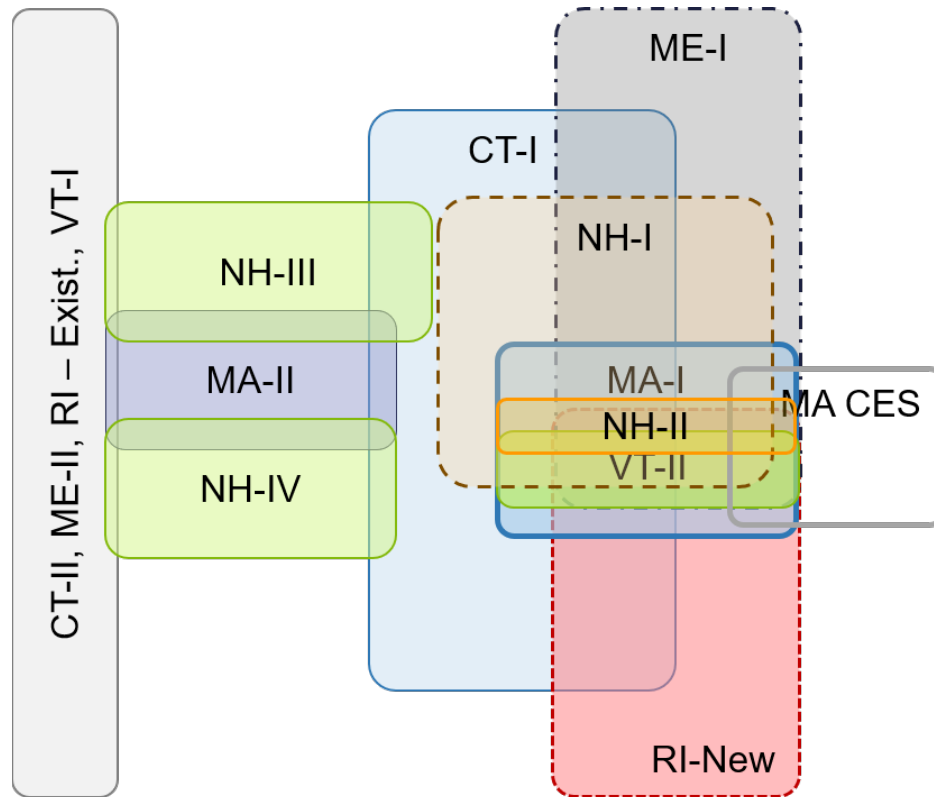 ME-I
CT-I
NH-I
NH-III
MA-II
MA-I
MA CES
NH-II
VT-II
NH-IV
CT-II, ME-II, RI – Exist., VT-I
RI-New